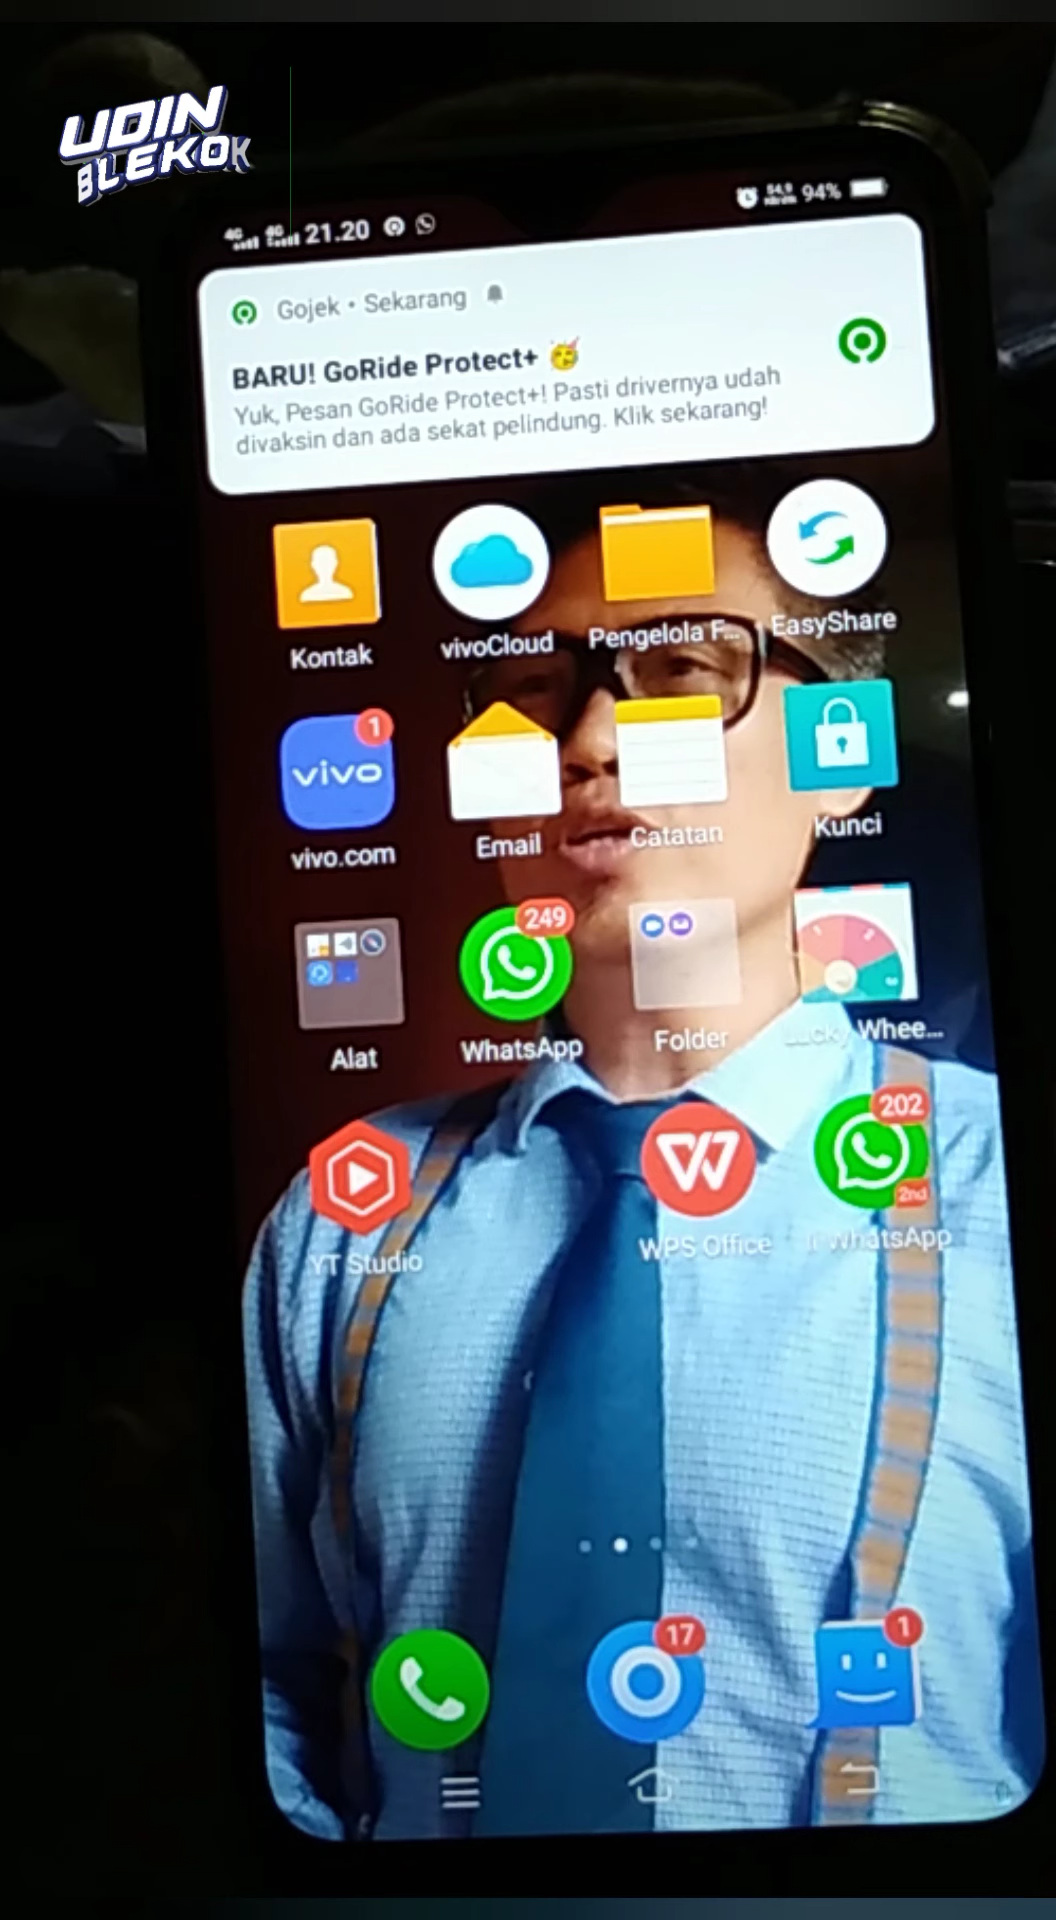 UDIN
BLEKOK
4G 4G 21.20 94%
Gojek • Sekarang
BARU! GoRide Protect+ 🥳
Yuk, Pesan GoRide Protect+! Pasti drivernya udah
divaksin dan ada sekat pelindung. Klik sekarang!
Kontak vivoCloud Pengelola F... EasyShare
1
vivo
vivo.com Email Catatan Kunci
249
Alat WhatsApp Folder Lucky Whee...
202
2nd
YT Studio WPS Office WhatsApp
17 1